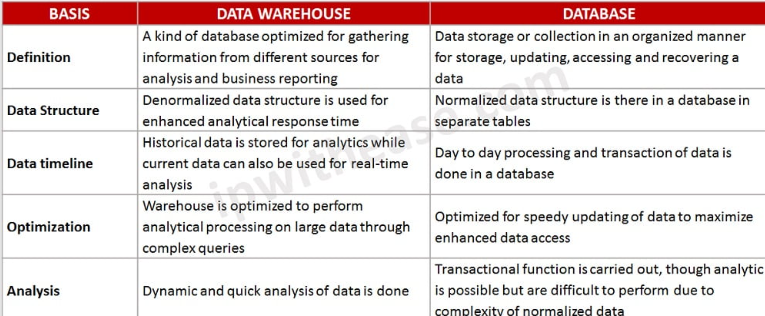 BASIS DATA WAREHOUSE DATABASE
Definition
A kind of database optimized for gathering
information from different sources for
analysis and business reporting
Data storage or collection in an organized manner
for storage, updating, accessing and recovering a
data
Data Structure
Denormalized data structure is used for
enhanced analytical response time
Normalized data structure is there in a database in
separate tables
Data timeline
Historical data is stored for analytics while
current data can also be used for real-time
analysis
Day to day processing and transaction of data is
done in a database
Optimization
Warehouse is optimized to perform
analytical processing on large data through
complex queries
Optimized for speedy updating of data to maximize
enhanced data access
Analysis
Dynamic and quick analysis of data is done
Transactional function is carried out, though analytic
is possible but are difficult to perform due to
complexity of normalized data
ipwithease.com